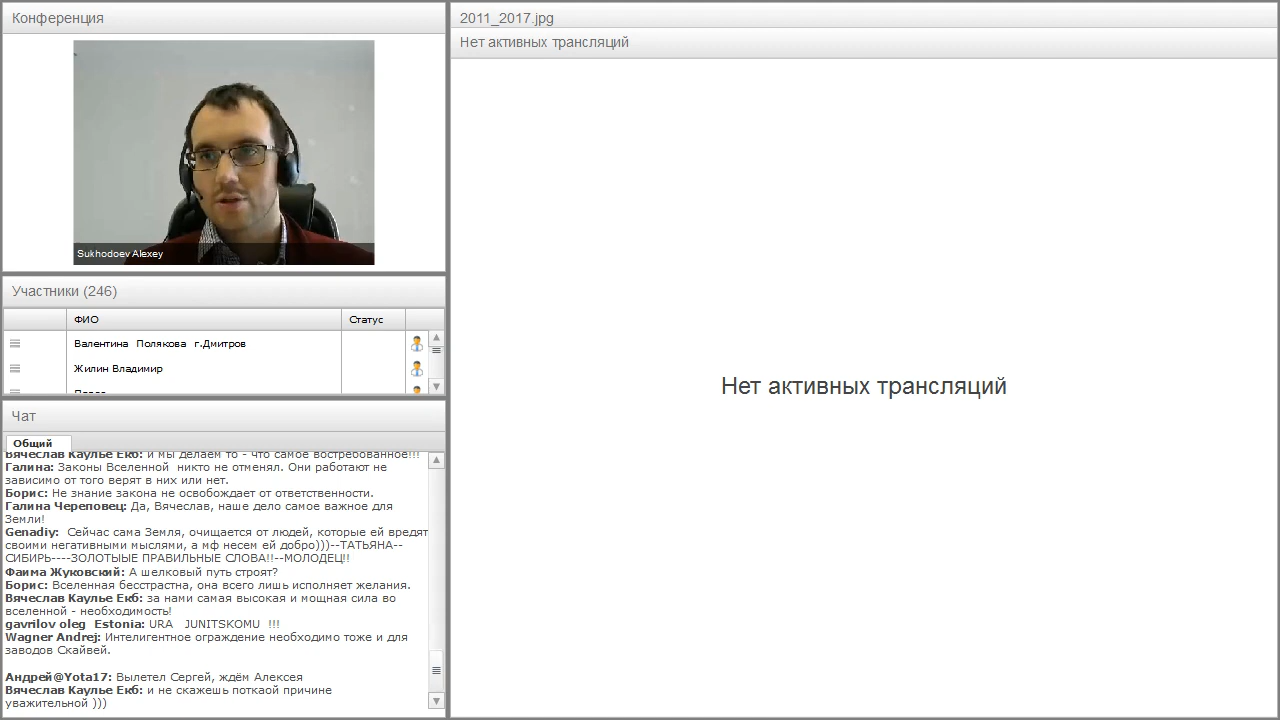 Конференция
Sukhodoev Alexey
Участники (246)
ФИО
Статус
Валентина Полякова г.Дмитров
Жилин Владимир
Чат
Общий
Вячеслав Каулье Екб: и мы делаем то - что самое востребованное!!!
Галина: Законы Вселенной никто не отменял. Они работают не
зависимо от того верят в них или нет.
Борис: Не знание закона не освобождает от ответственности.
Галина Череповец: Да, Вячеслав, наше дело самое важное для
Земли!
Genadiy: Сейчас сама Земля, очищается от людей, которые ей вредят
своими негативными мыслями, а мф несем ей добро)))--ТАТЬЯНА--
СИБИРЬ----ЗОЛОТЫЫЕ ПРАВИЛЬНЫЕ СЛОВА!!--МОЛОДЕЦ!!
Фаима Жуковский: А шелковый путь строят?
Борис: Вселенная бесстрастна, она всего лишь исполняет желания.
Вячеслав Каулье Екб: за нами самая высокая и мощная сила во
вселенной - необходимость!
gavrilov oleg Estonia: URA JUNITSKOMU !!!
Wagner Andrej: Интелигентное ограждение необходимо тоже и для
заводов Скайвей.
Андрей@Yota17: Вылетел Сергей, ждём Алексея
Вячеслав Каулье Екб: и не скажешь поткаой причине
уважительной )))
2011_2017.jpg
Нет активных трансляций
Нет активных трансляций